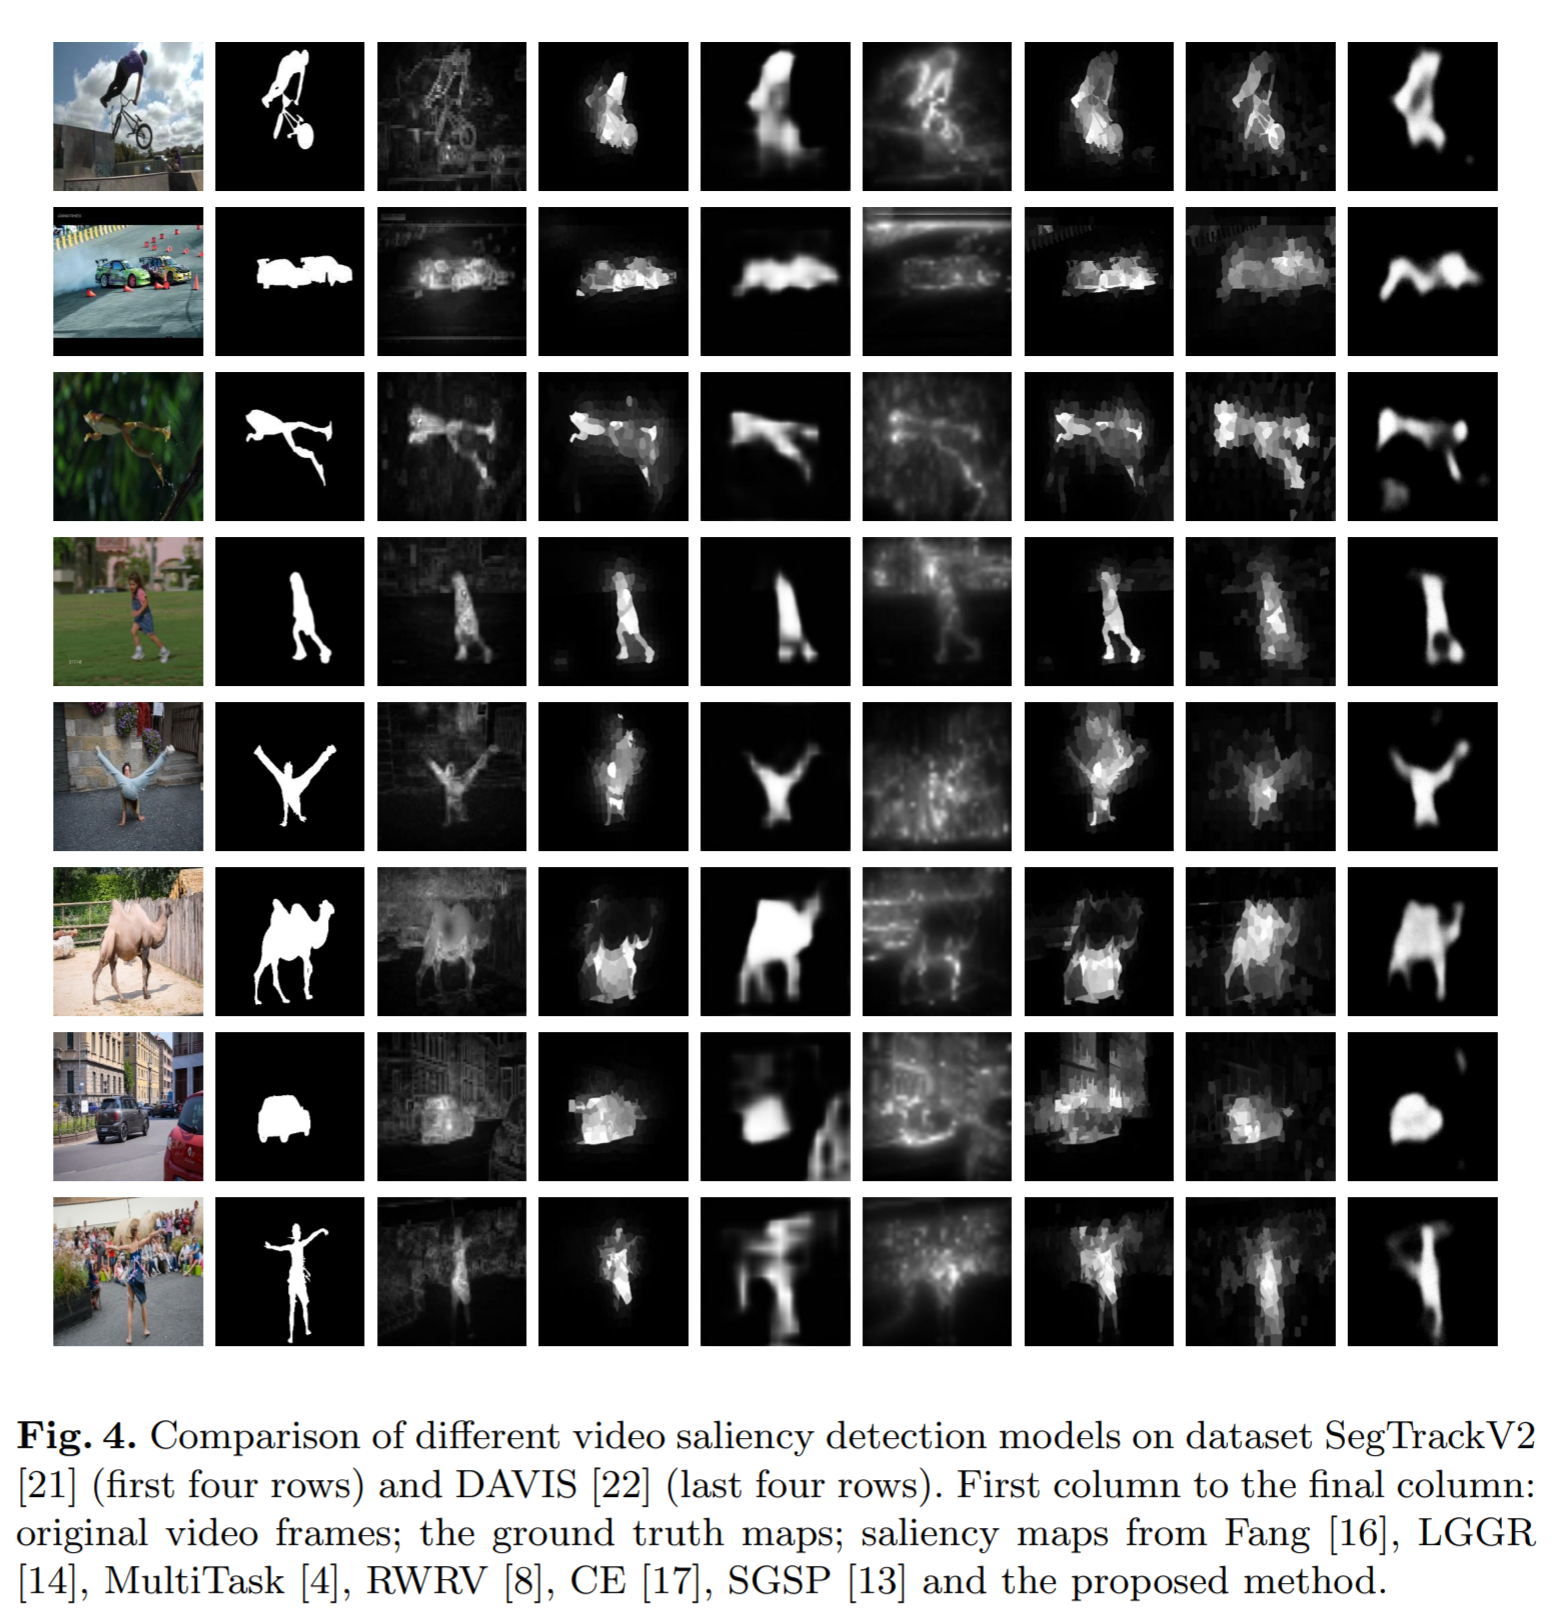 Fig. 4. Comparison of different video saliency detection models on dataset SegTrackV2
[21] (first four rows) and DAVIS [22] (last four rows). First column to the final column:
original video frames; the ground truth maps; saliency maps from Fang [16], LGGR
[14], MultiTask [4], RWRV [8], CE [17], SGSP [13] and the proposed method.